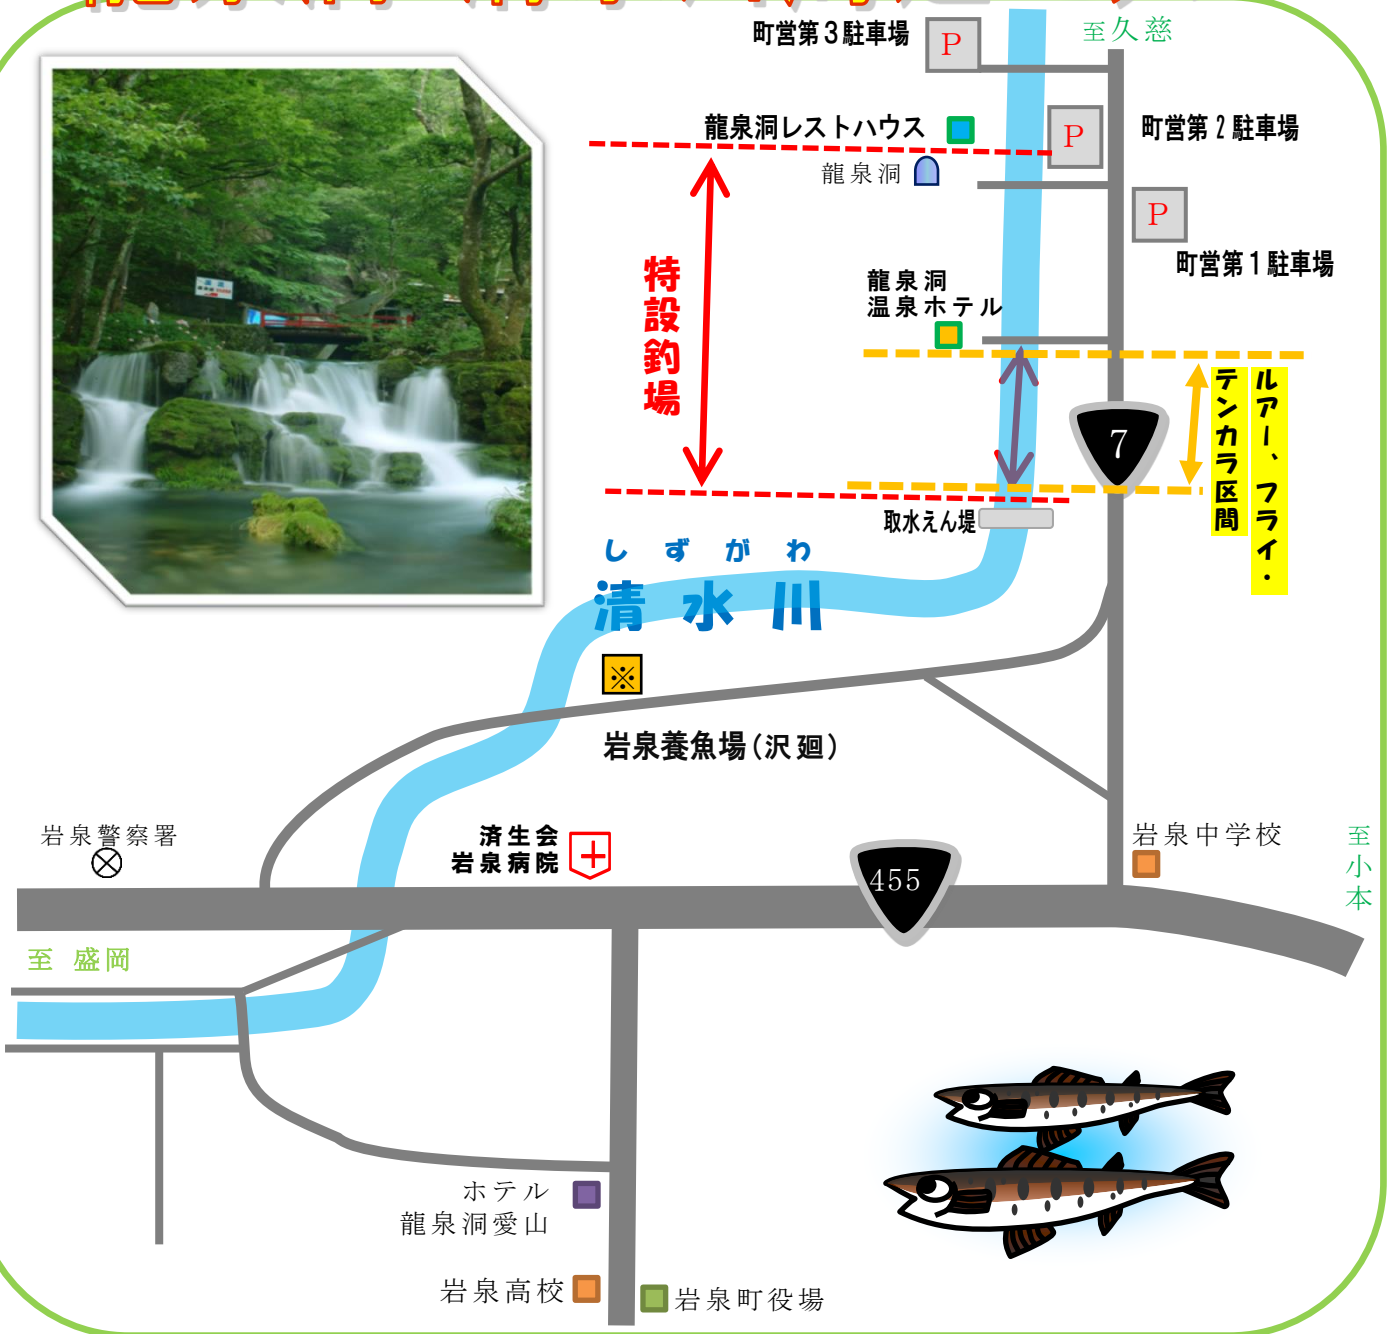 町営第３駐車場
P
至久慈
龍泉洞レストハウス
P
町営第２駐車場
龍泉洞
P
町営第１駐車場
特設釣場
龍泉洞
温泉ホテル
ルアー、フライ・
テンカラ区間
7
取水えん堤
しずがわ
清水川
※
岩泉養魚場(沢廻)
岩泉警察署
済生会
岩泉病院
455
岩泉中学校
至小本
至 盛岡
ホテル
龍泉洞愛山
岩泉高校
岩泉町役場